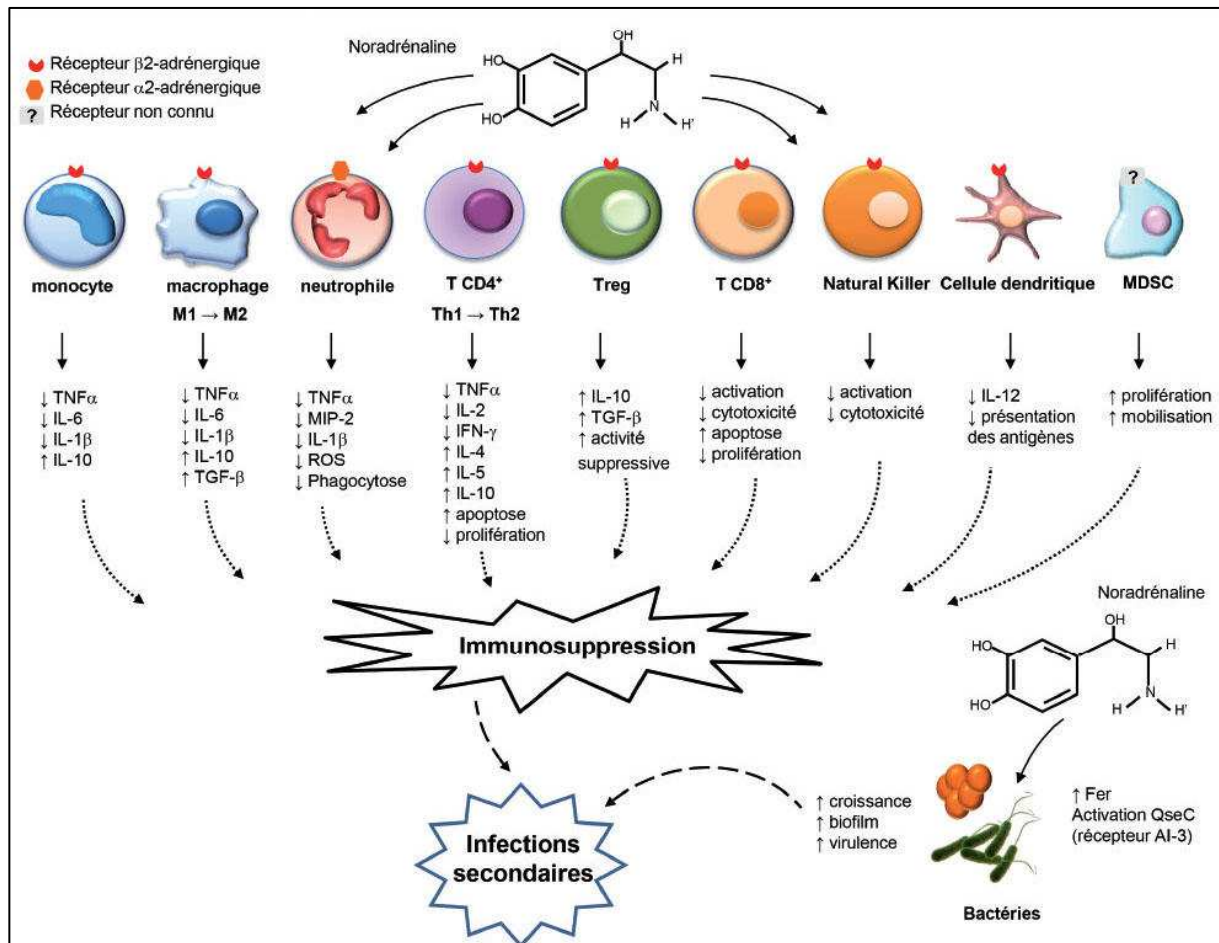 Noradrénaline
OH
HO
HO
H
N
H
H'
Récepteur β2-adrénergique
Récepteur α2-adrénergique
? Récepteur non connu
?
monocyte
macrophage
M1 → M2
neutrophile
T CD4⁺
Th1 → Th2
Treg
T CD8⁺
Natural Killer
Cellule dendritique
MDSC
↓ TNFα
↓ IL-6
↓ IL-1β
↑ IL-10
↓ TNFα
↓ IL-6
↓ IL-1β
↑ IL-10
↑ TGF-β
↓ TNFα
↓ MIP-2
↓ IL-1β
↓ ROS
↓ Phagocytose
↓ TNFα
↓ IL-2
↓ IFN-γ
↑ IL-4
↑ IL-5
↑ IL-10
↑ apoptose
↓ prolifération
↑ IL-10
↑ TGF-β
↑ activité
suppressive
↓ activation
↓ cytotoxicité
↑ apoptose
↓ prolifération
↓ activation
↓ cytotoxicité
↓ IL-12
↓ présentation
des antigènes
↑ prolifération
↑ mobilisation
Immunosuppression
Noradrénaline
OH
HO
HO
H
N
H
H'
Infections
secondaires
↑ croissance
↑ biofilm
↑ virulence
↑ Fer
Activation QseC
(récepteur AI-3)
Bactéries